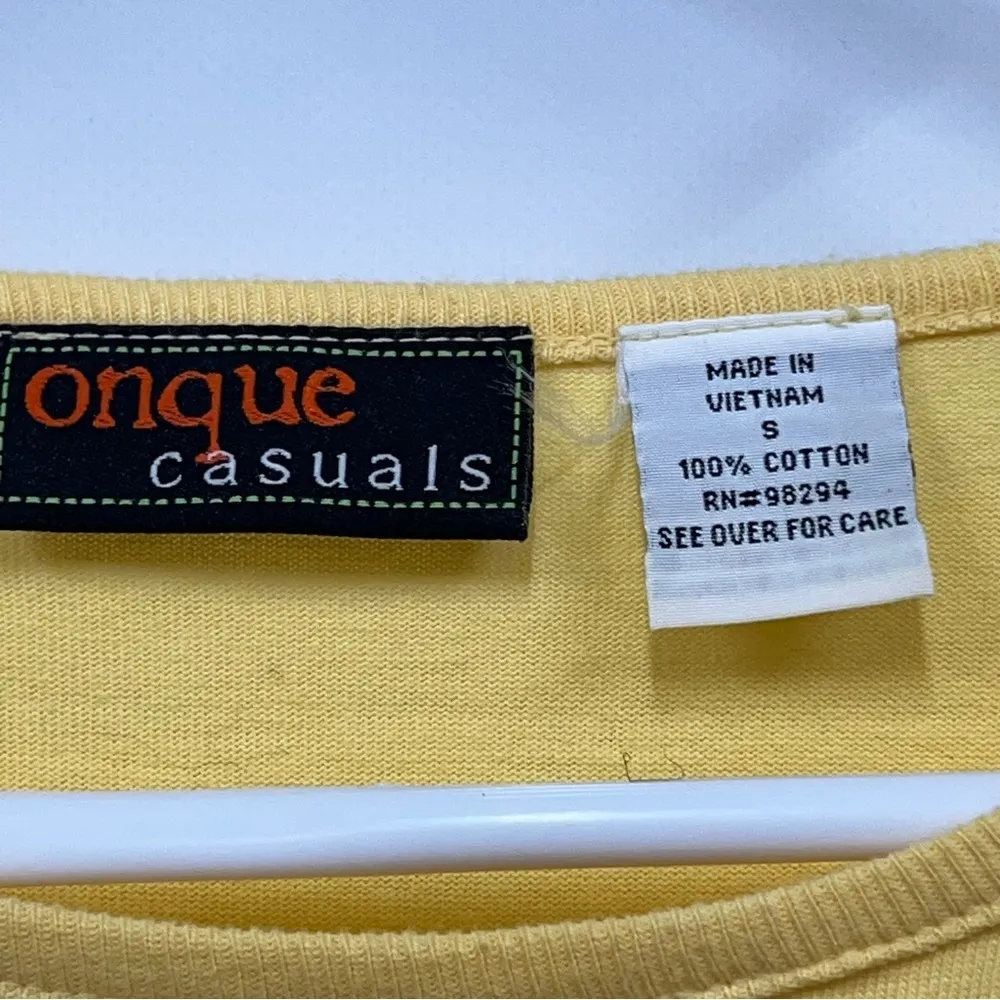 onque
casuals
MADE IN
VIETNAM
S
100% COTTON
RN#98294
SEE OVER FOR CARE